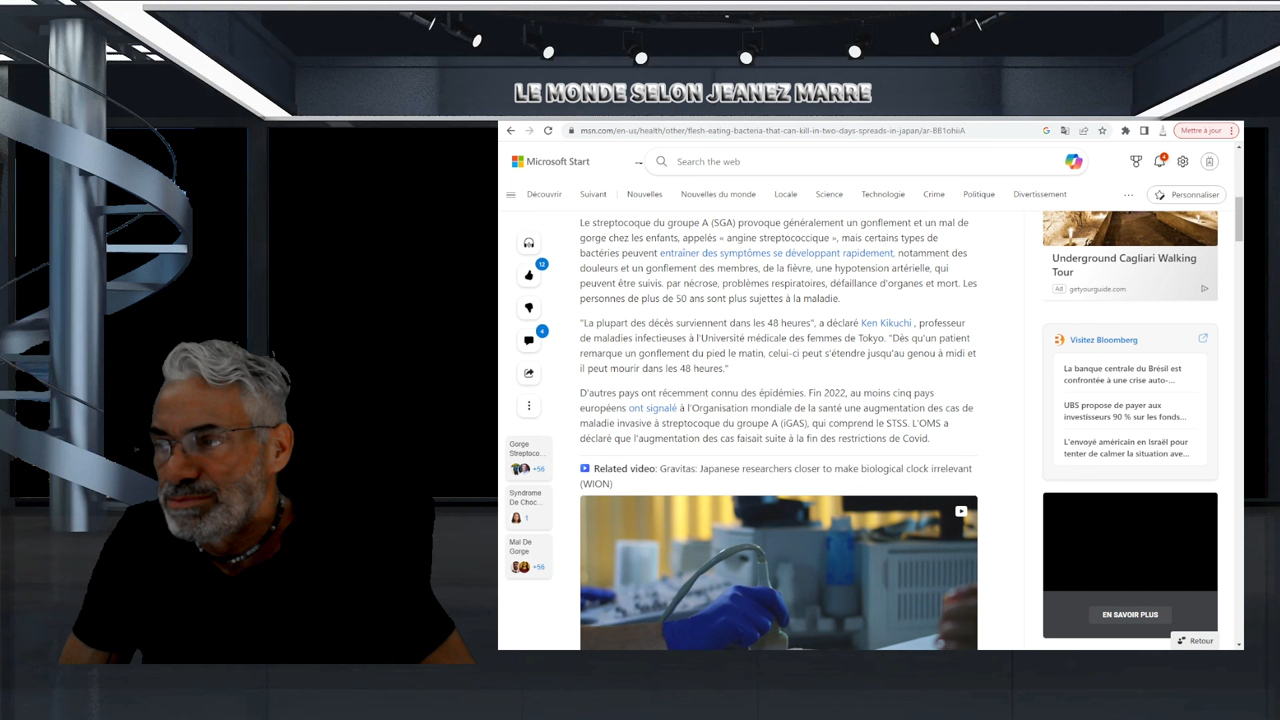 LE MONDE SELON JEANEZ MARRE
msn.com/en-us/health/other/flesh-eating-bacteria-that-can-kill-in-two-days-spreads-in-japan/ar-BB1ohiiA
Mettre à jour
Microsoft Start
Search the web
4
Découvrir
Suivant
Nouvelles
Nouvelles du monde
Locale
Science
Technologie
Crime
Politique
Divertissement
Personnaliser
Le streptocoque du groupe A (SGA) provoque généralement un gonflement et un mal de
gorge chez les enfants, appelés « angine streptococcique », mais certains types de
bactéries peuvent entraîner des symptômes se développant rapidement, notamment des
douleurs et un gonflement des membres, de la fièvre, une hypotension artérielle, qui
peuvent être suivis. par nécrose, problèmes respiratoires, défaillance d'organes et mort. Les
personnes de plus de 50 ans sont plus sujettes à la maladie.
"La plupart des décès surviennent dans les 48 heures", a déclaré Ken Kikuchi , professeur
de maladies infectieuses à l'Université médicale des femmes de Tokyo. "Dès qu'un patient
remarque un gonflement du pied le matin, celui-ci peut s'étendre jusqu'au genou à midi et
il peut mourir dans les 48 heures."
D'autres pays ont récemment connu des épidémies. Fin 2022, au moins cinq pays
européens ont signalé à l'Organisation mondiale de la santé une augmentation des cas de
maladie invasive à streptocoque du groupe A (iGAS), qui comprend le STSS. L'OMS a
déclaré que l'augmentation des cas faisait suite à la fin des restrictions de Covid.
Related video: Gravitas: Japanese researchers closer to make biological clock irrelevant
(WION)
12
4
Gorge
Streptoco...
+56
Syndrome
De Choc...
1
Mal De
Gorge
+56
Underground Cagliari Walking
Tour
Ad getyourguide.com
Visitez Bloomberg
La banque centrale du Brésil est
confrontée à une crise auto-...
UBS propose de payer aux
investisseurs 90 % sur les fonds...
L'envoyé américain en Israël pour
tenter de calmer la situation ave...
EN SAVOIR PLUS
Retour